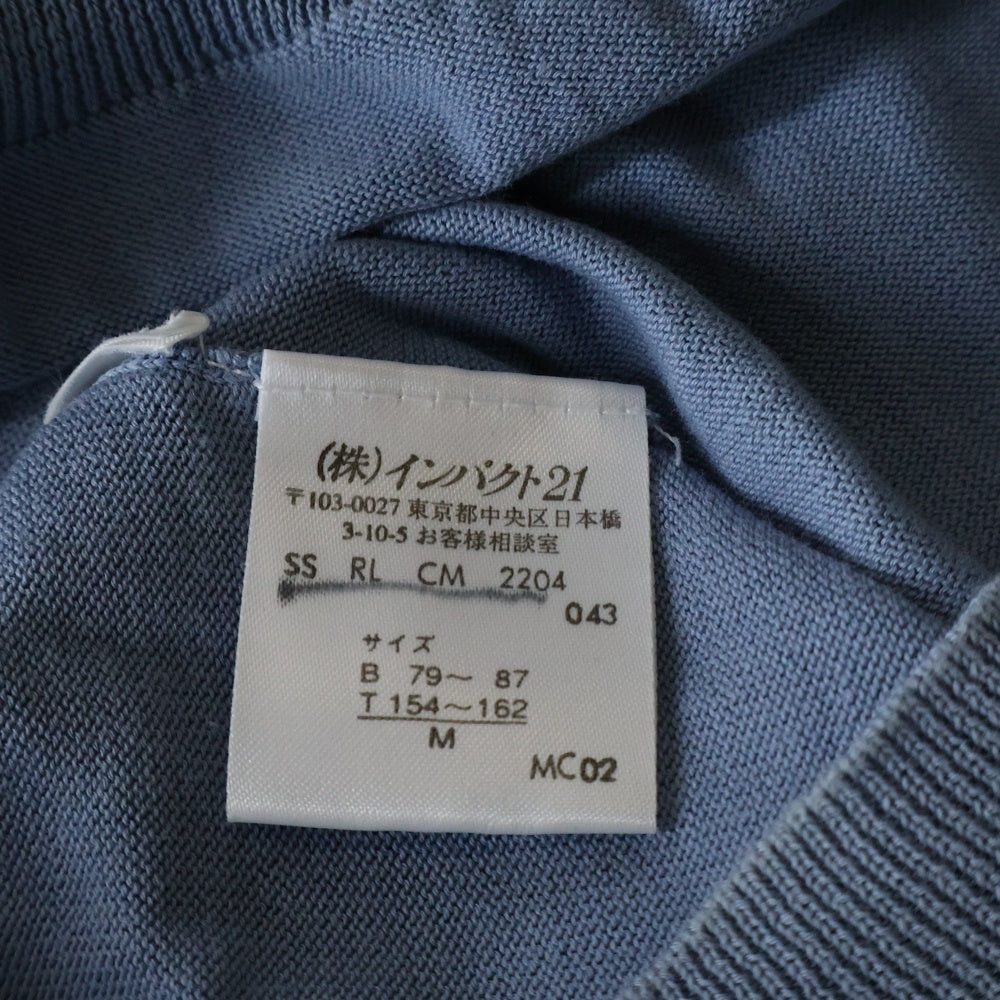 (株)インパクト21
〒103-0027 東京都中央区日本橋
3-10-5 お客様相談室
SS RL CM 2204
043
サイズ
B 79〜 87
T 154〜162
M
MC02